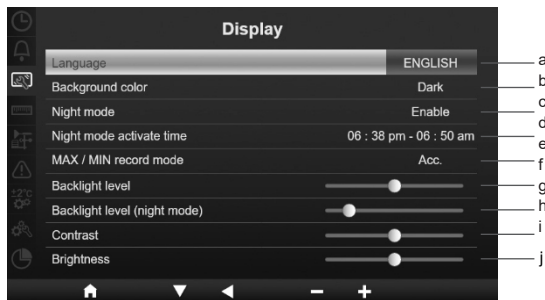 Display
Language ENGLISH a
Background color Dark b
Night mode Enable c
Night mode activate time 06 : 38 pm - 06 : 50 am d
e
MAX / MIN record mode Acc. f
Backlight level g
Backlight level (night mode) h
Contrast i
Brightness j
±2°C